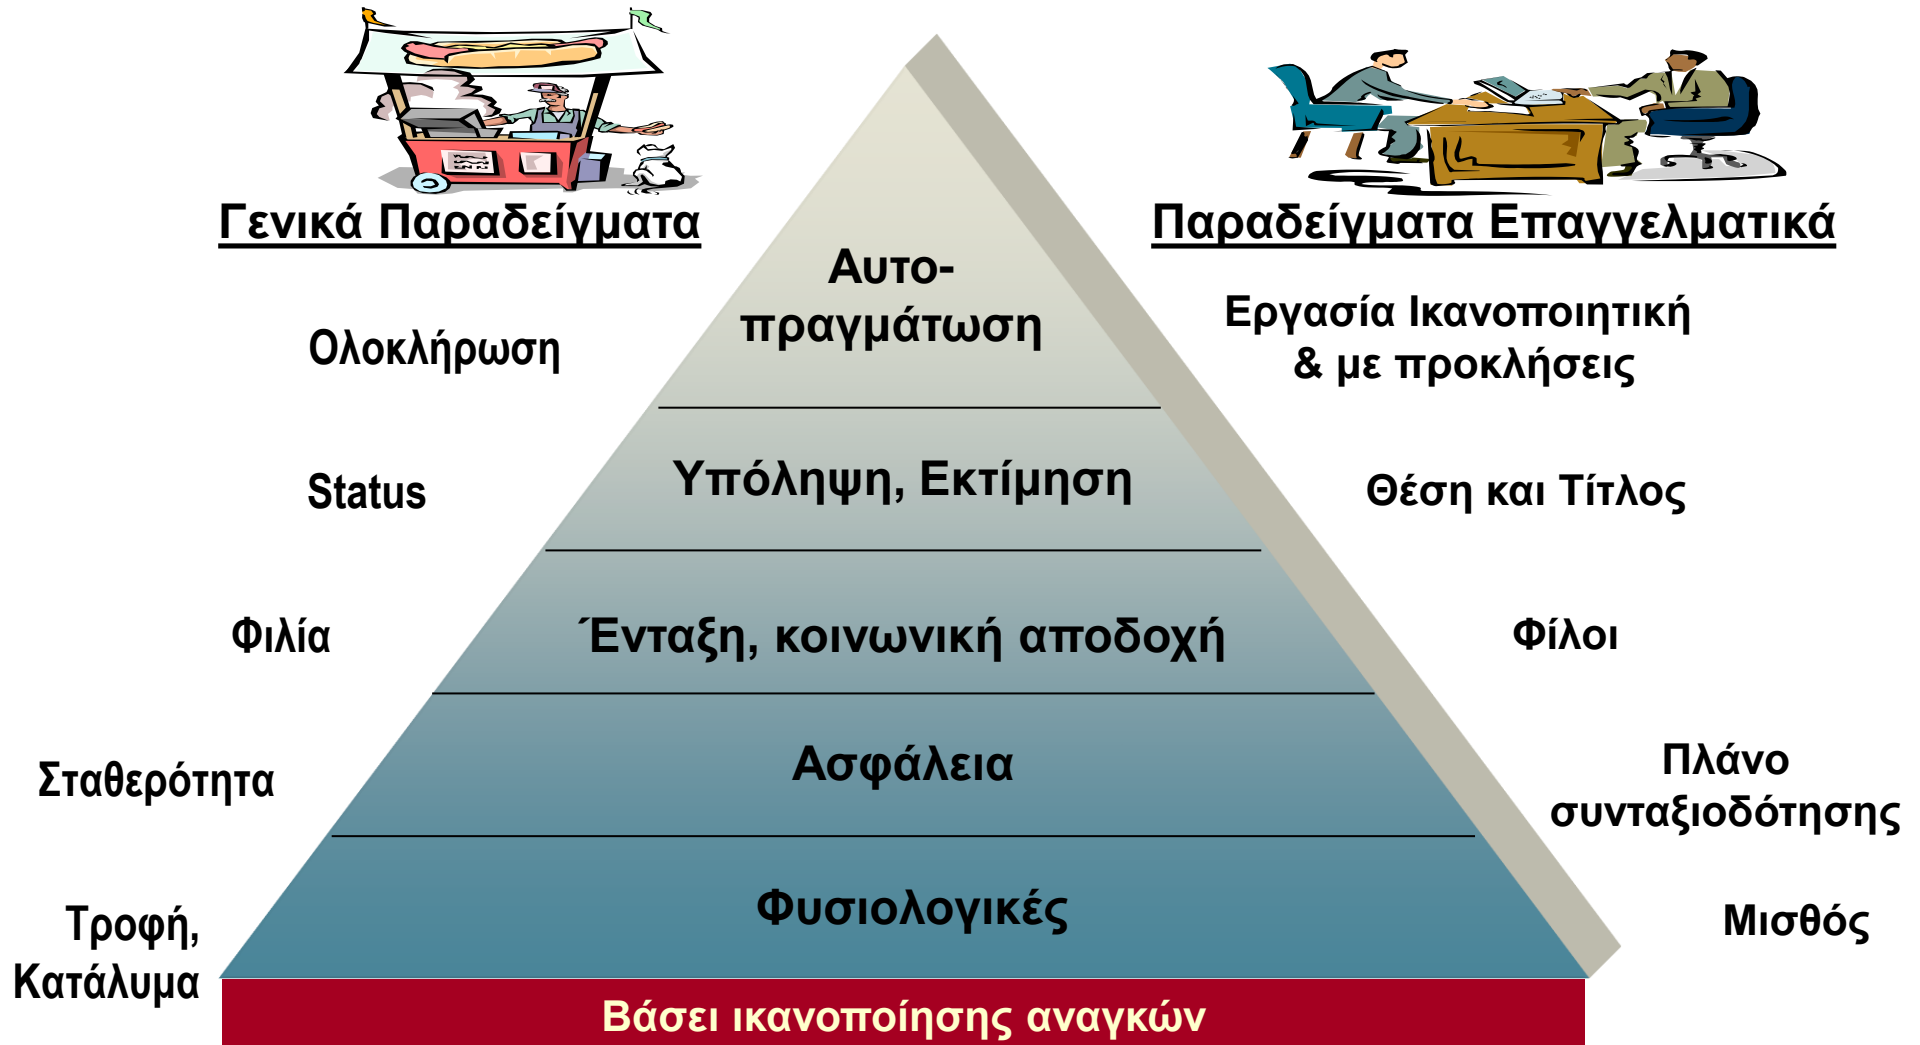 Γενικά Παραδείγματα
Παραδείγματα Επαγγελματικά
Αυτο-
πραγμάτωση
Ολοκλήρωση
Εργασία Ικανοποιητική
& με προκλήσεις
Status
Υπόληψη, Εκτίμηση
Θέση και Τίτλος
Φιλία
Ένταξη, κοινωνική αποδοχή
Φίλοι
Σταθερότητα
Ασφάλεια
Πλάνο
συνταξιοδότησης
Τροφή,
Κατάλυμα
Φυσιολογικές
Μισθός
Βάσει ικανοποίησης αναγκών